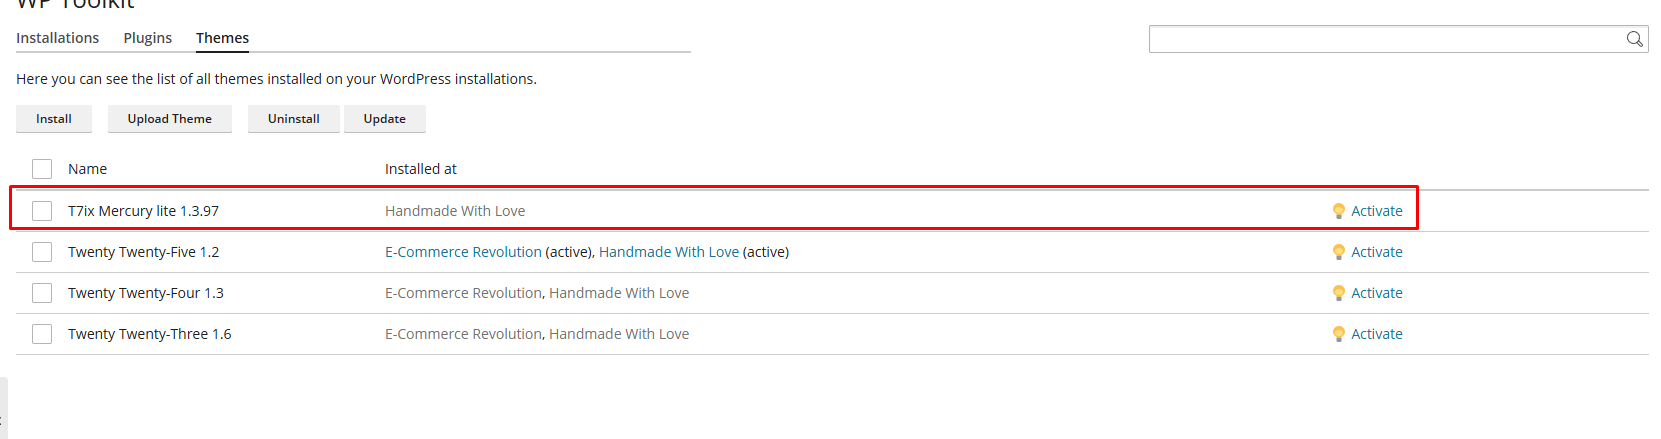 WP Toolkit
Installations Plugins Themes
Here you can see the list of all themes installed on your WordPress installations.
Install Upload Theme Uninstall Update
Name Installed at
T7ix Mercury lite 1.3.97 Handmade With Love Activate
Twenty Twenty-Five 1.2 E-Commerce Revolution (active), Handmade With Love (active) Activate
Twenty Twenty-Four 1.3 E-Commerce Revolution, Handmade With Love Activate
Twenty Twenty-Three 1.6 E-Commerce Revolution, Handmade With Love Activate